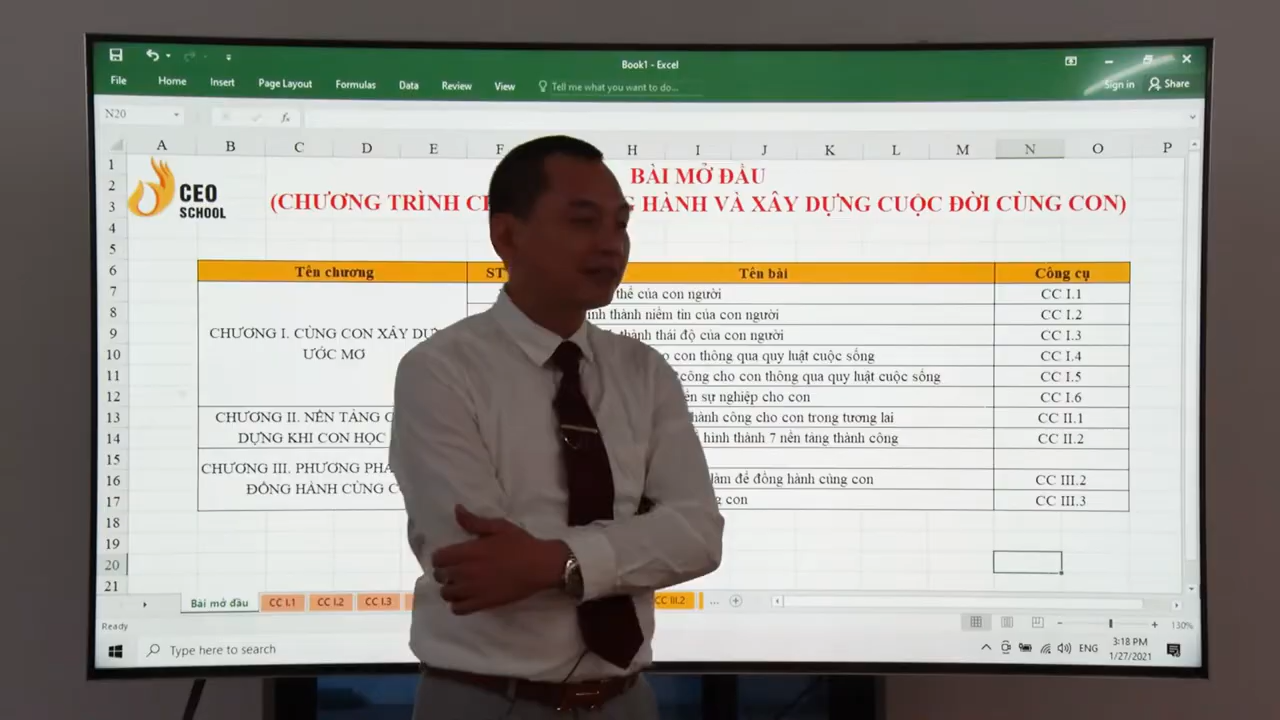 Book1 - Excel
File Home Insert Page Layout Formulas Data Review View Tell me what you want to do... Sign in Share
N20 fx
A B C D E F H I J K L M N O P
1
2
3
4
5
6
7
8
9
10
11
12
13
14
15
16
17
18
19
20
21
CEO
SCHOOL
BÀI MỞ ĐẦU
(CHƯƠNG TRÌNH HÀNH VÀ XÂY DỰNG CUỘC ĐỜI CÙNG CON)
Tên chương ST Tên bài Công cụ
thể của con người CC I.1
thành niềm tin của con người CC I.2
CHƯƠNG I. CÙNG CON XÂY thành thái độ của con người CC I.3
ƯỚC MƠ con thông qua quy luật cuộc sống CC I.4
công cho con thông qua quy luật cuộc sống CC I.5
sự nghiệp cho con CC I.6
CHƯƠNG II. NỀN TẢNG thành công cho con trong tương lai CC II.1
DỰNG KHI CON HỌC hình thành 7 nền tảng thành công CC II.2
CHƯƠNG III. PHƯƠNG
làm để đồng hành cùng con CC III.2
ĐỒNG HÀNH CÙNG
con CC III.3
Bài mở đầu CC I.1 CC I.2 CC I.3 CC III.2 ...
Ready 130%
Type here to search ENG 3:18 PM
1/27/2021